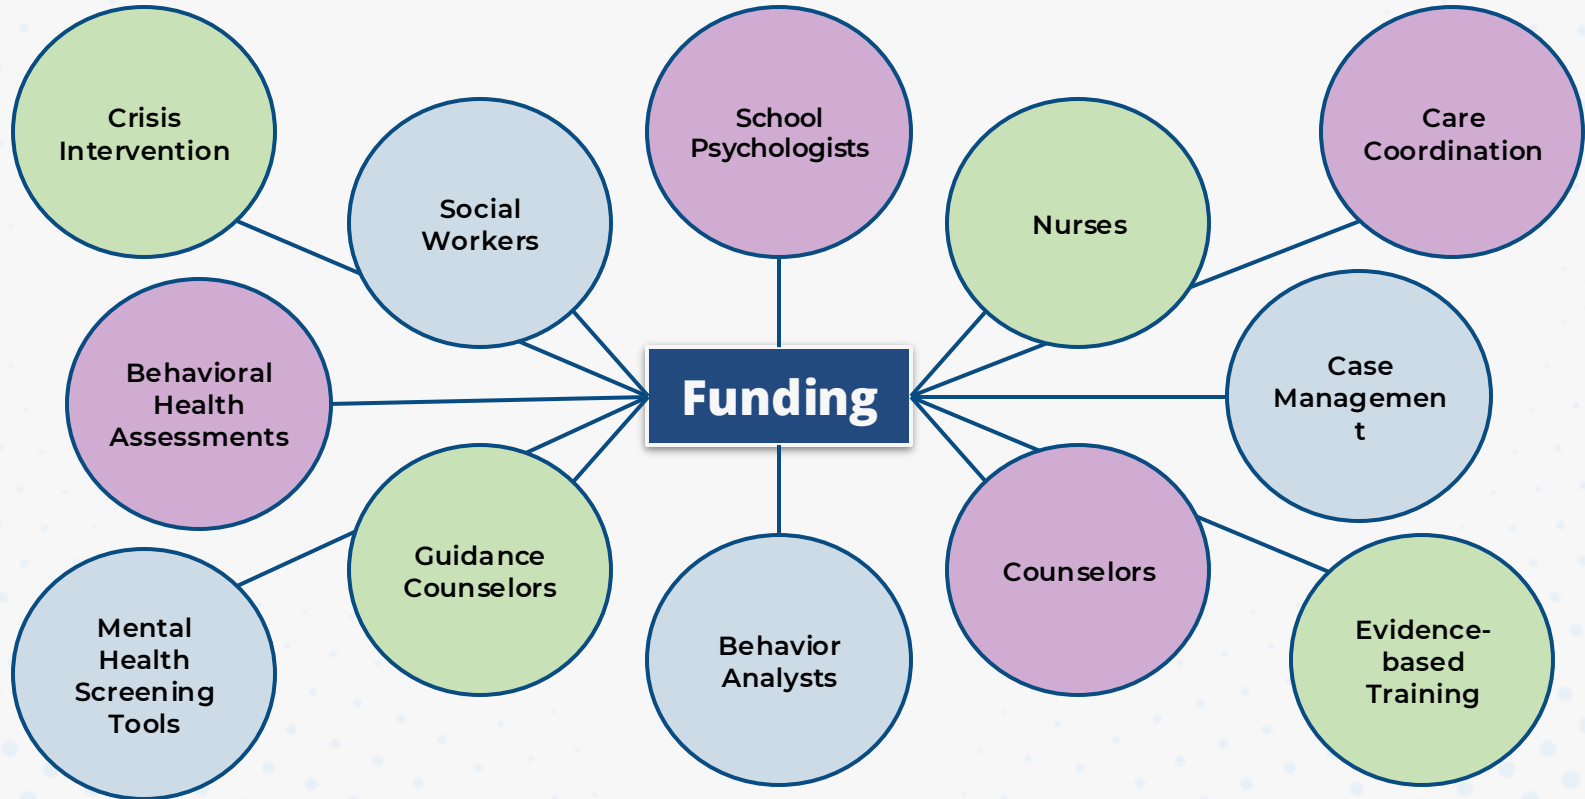 Crisis
Intervention
Social
Workers
School
Psychologists
Nurses
Care
Coordination
Behavioral
Health
Assessments
Funding
Case
Managemen
t
Guidance
Counselors
Counselors
Mental
Health
Screening
Tools
Behavior
Analysts
Evidence-
based
Training